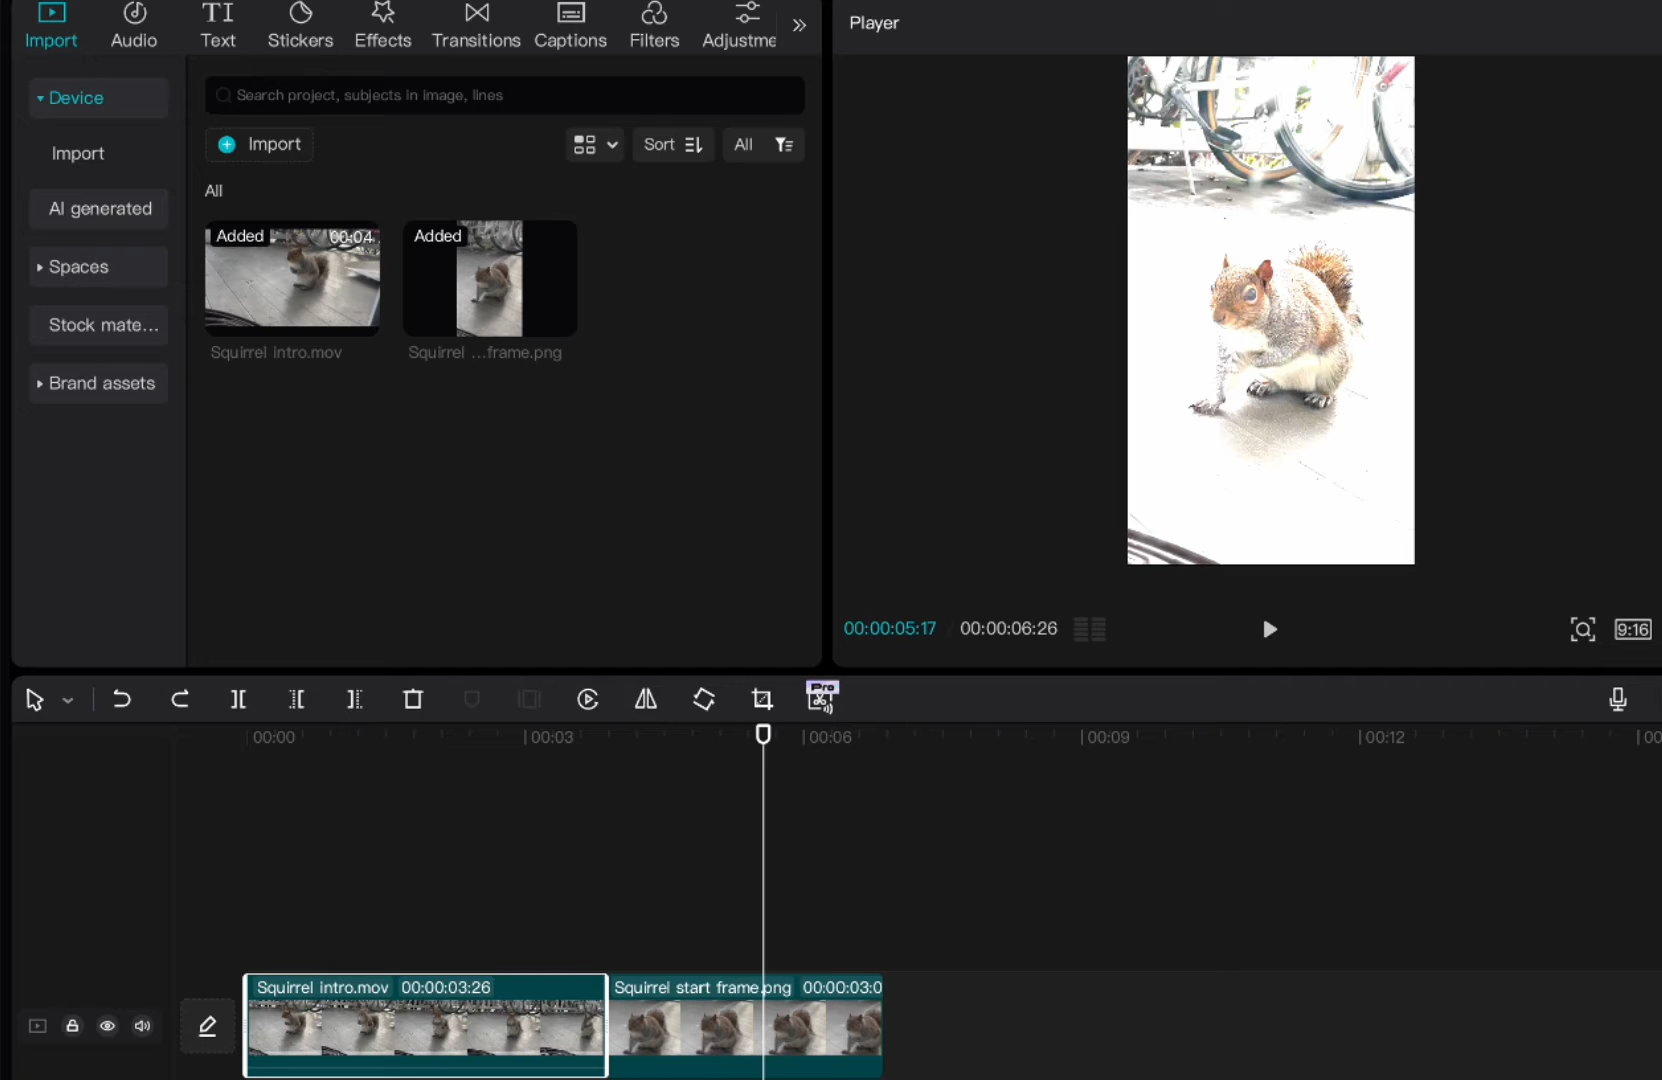 Import
Audio
TI
Text
Stickers
Effects
Transitions
Captions
Filters
Adjustme
Player
Device
Import
AI generated
Spaces
Stock mate...
Brand assets
Search project, subjects in image, lines
Import
Sort
All
All
Added 00:04
Added
Squirrel intro.mov
Squirrel ...frame.png
00:00:05:17 00:00:06:26
9:16
Pro
00:00
00:03
00:06
00:09
00:12
00
Squirrel intro.mov 00:00:03:26
Squirrel start frame.png 00:00:03:0